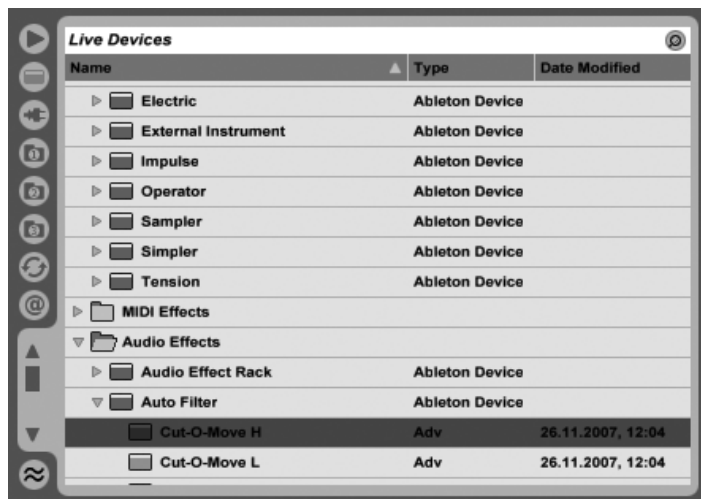 Live Devices
Name Type Date Modified
Electric Ableton Device
External Instrument Ableton Device
Impulse Ableton Device
Operator Ableton Device
Sampler Ableton Device
Simpler Ableton Device
Tension Ableton Device
MIDI Effects
Audio Effects
Audio Effect Rack Ableton Device
Auto Filter Ableton Device
Cut-O-Move H Adv 26.11.2007, 12:04
Cut-O-Move L Adv 26.11.2007, 12:04
1
2
3
@